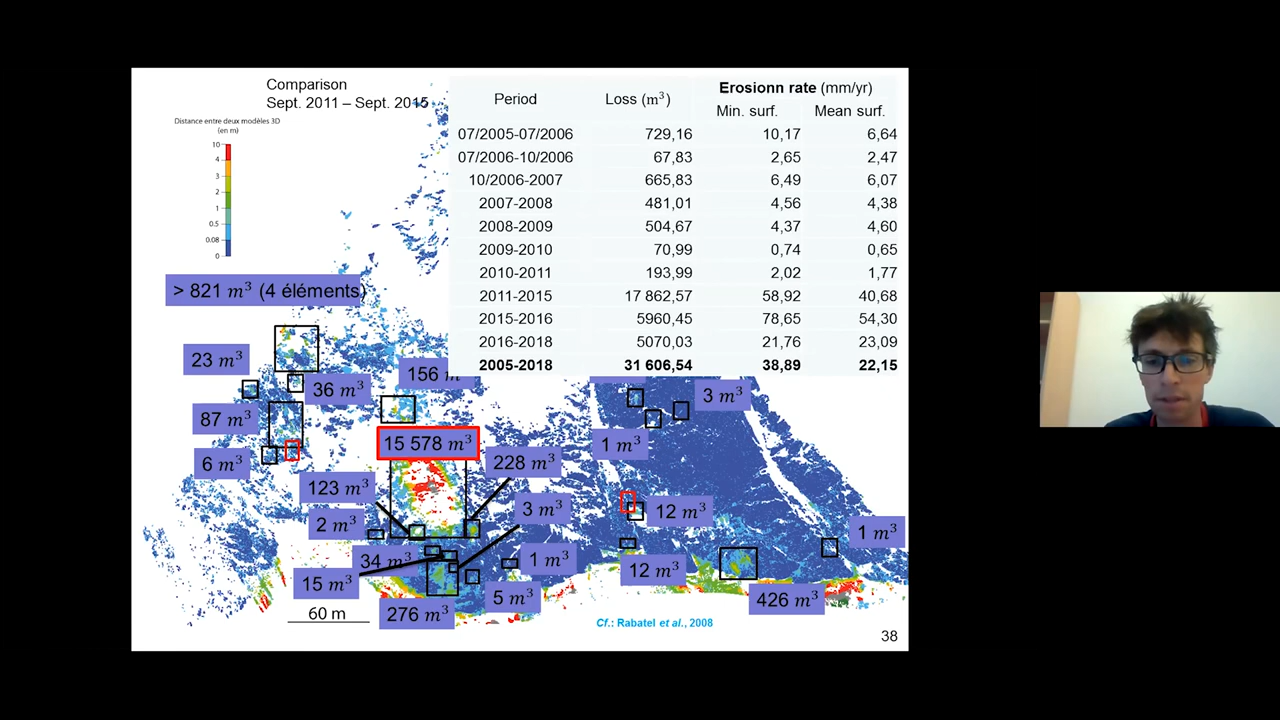 Comparison
Sept. 2011 – Sept. 2015
Distance entre deux modèles 3D
(en m)
10
4
3
2
1
0.5
0.08
0
Period Loss (m³) Erosionn rate (mm/yr)
Min. surf. Mean surf.
07/2005-07/2006 729,16 10,17 6,64
07/2006-10/2006 67,83 2,65 2,47
10/2006-2007 665,83 6,49 6,07
2007-2008 481,01 4,56 4,38
2008-2009 504,67 4,37 4,60
2009-2010 70,99 0,74 0,65
2010-2011 193,99 2,02 1,77
2011-2015 17 862,57 58,92 40,68
2015-2016 5960,45 78,65 54,30
2016-2018 5070,03 21,76 23,09
2005-2018 31 606,54 38,89 22,15
> 821 m³ (4 éléments)
23 m³
36 m³
156 m
3 m³
87 m³
15 578 m³
1 m³
6 m³
228 m³
123 m³
3 m³
12 m³
2 m³
1 m³
34 m³
1 m³
12 m³
15 m³
5 m³
426 m³
276 m³
60 m
Cf.: Rabatel et al., 2008
38